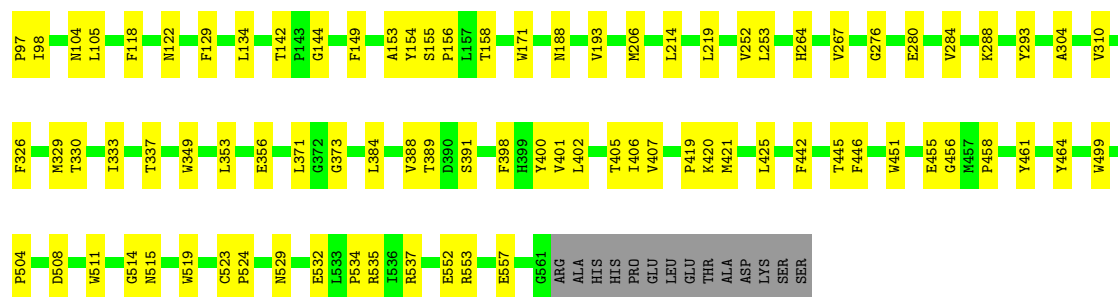 P97 I98 N104 L105 F118 N122 F129 L134 T142 P143 G144 F149 A153 Y154 S155 P156 L157 T158 W171 N188 V193 M206 L214 L219 V252 L253 H264 V267 G276 E280 V284 K288 Y293 A304 V310
F326 M329 T330 I333 T337 W349 L353 E356 L371 G372 G373 L384 V388 T389 D390 S391 F398 H399 Y400 V401 L402 T405 I406 V407 P419 K420 M421 L425 F442 T445 F446 W451 E455 G456 M457 P458 Y461 Y464 W499
P504 D508 W511 G514 N515 W519 C523 P524 N529 E532 L533 P534 R535 I536 R537 E552 R553 E557 G561 ARG ALA HIS HIS PRO GLU LEU GLU THR ALA ASP LYS SER SER